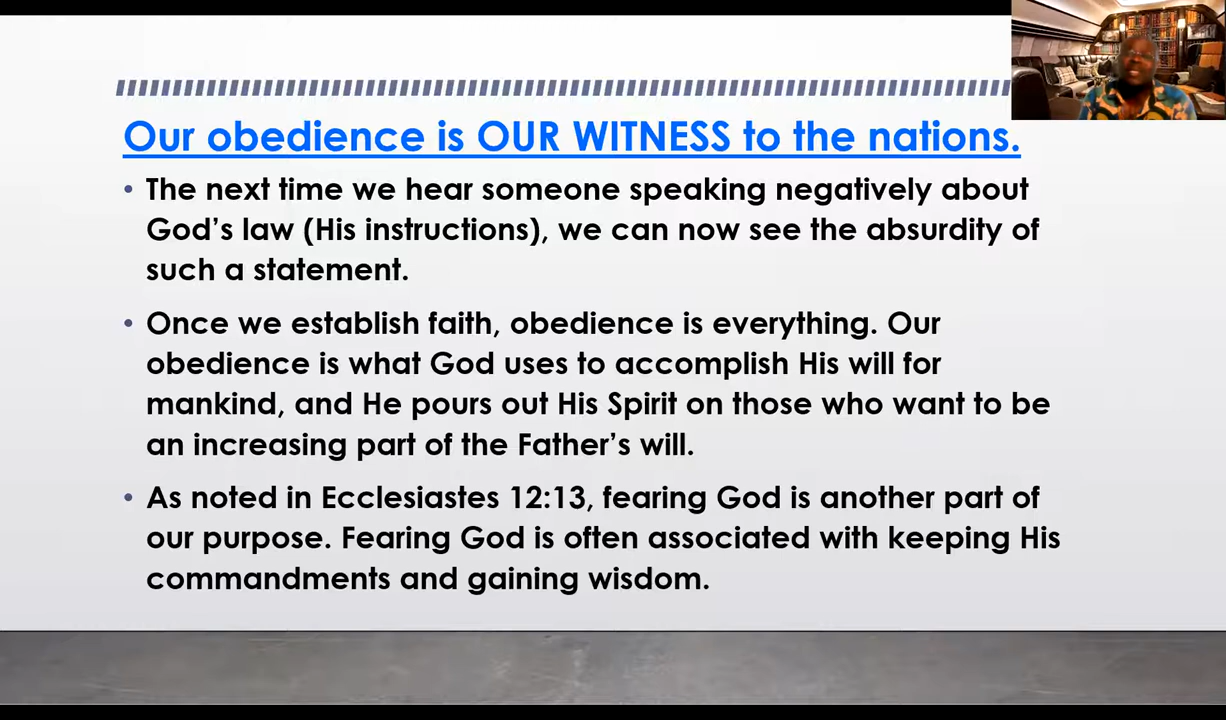 Our obedience is OUR WITNESS to the nations.
• The next time we hear someone speaking negatively about
God’s law (His instructions), we can now see the absurdity of
such a statement.
• Once we establish faith, obedience is everything. Our
obedience is what God uses to accomplish His will for
mankind, and He pours out His Spirit on those who want to be
an increasing part of the Father’s will.
• As noted in Ecclesiastes 12:13, fearing God is another part of
our purpose. Fearing God is often associated with keeping His
commandments and gaining wisdom.